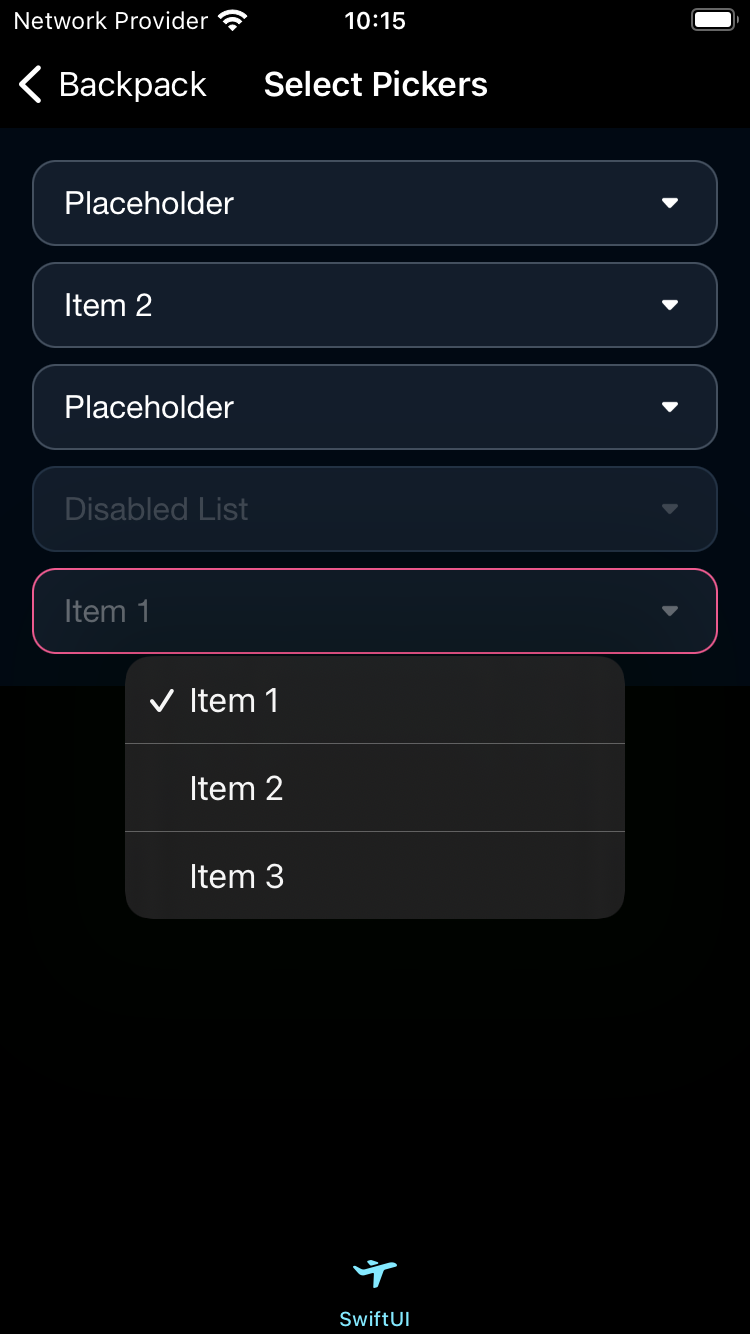 Network Provider 10:15
Backpack Select Pickers
Placeholder
Item 2
Placeholder
Disabled List
Item 1
Item 1
Item 2
Item 3
SwiftUI